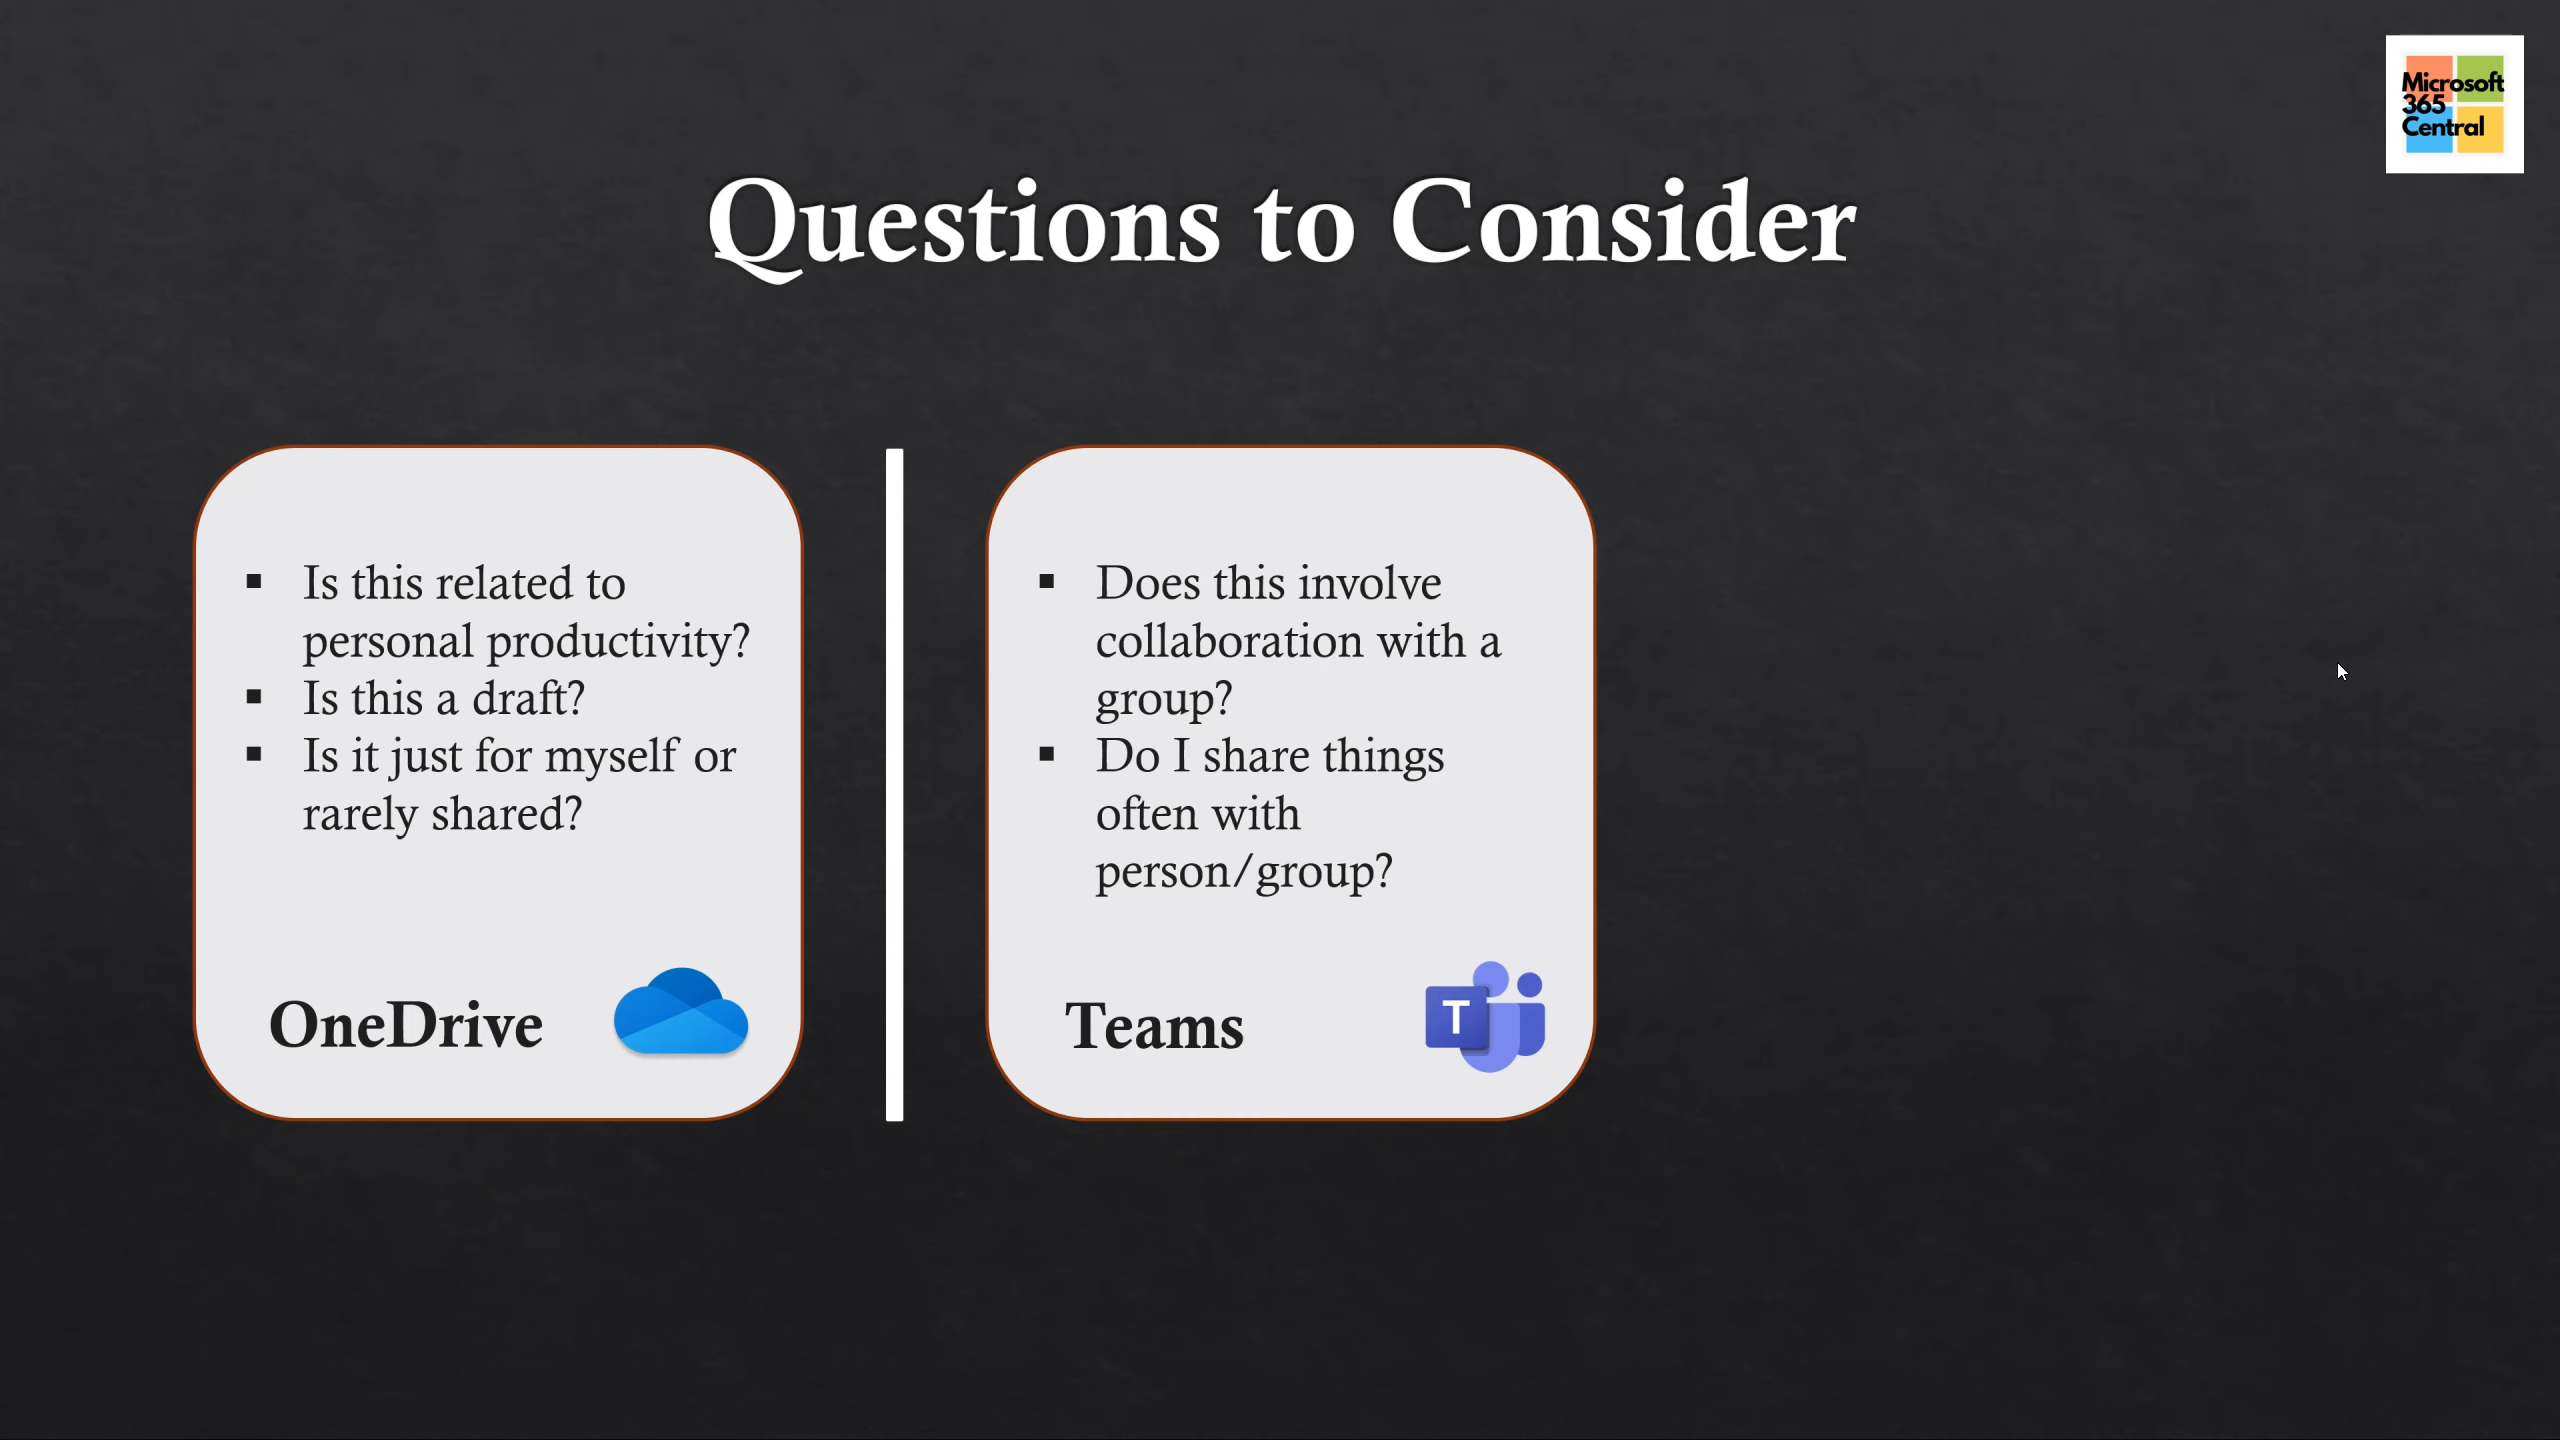 Microsoft
365
Central
Questions to Consider
▪ Is this related to
personal productivity?
▪ Is this a draft?
▪ Is it just for myself or
rarely shared?
OneDrive
▪ Does this involve
collaboration with a
group?
▪ Do I share things
often with
person/group?
Teams
T